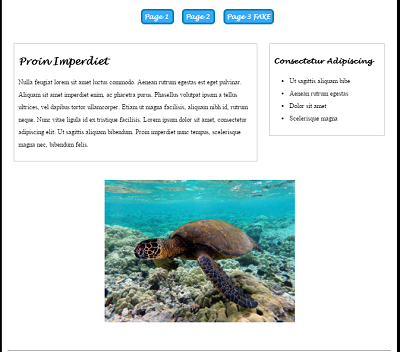 Page 1 Page 2 Page 3 FAKE
Proin Imperdiet
Nulla feugiat lorem sit amet luctus commodo. Aenean rutrum egestas est eget pulvinar.
Aliquam sit amet imperdiet enim, ac pharetra purus. Phasellus volutpat ipsum a tellus
ultrices, vel dapibus tortor ullamcorper. Etiam ut magna facilisis, aliquam nibh id, rutrum
neque. Nunc vitae ligula id ex tristique facilisis. Lorem ipsum dolor sit amet, consectetur
adipiscing elit. Ut sagittis aliquam bibendum. Proin imperdiet nunc tempus, scelerisque
magna nec, bibendum felis.
Consectetur Adipiscing
Ut sagittis aliquam bibe
Aenean rutrum egestas
Dolor sit amet
Scelerisque magna